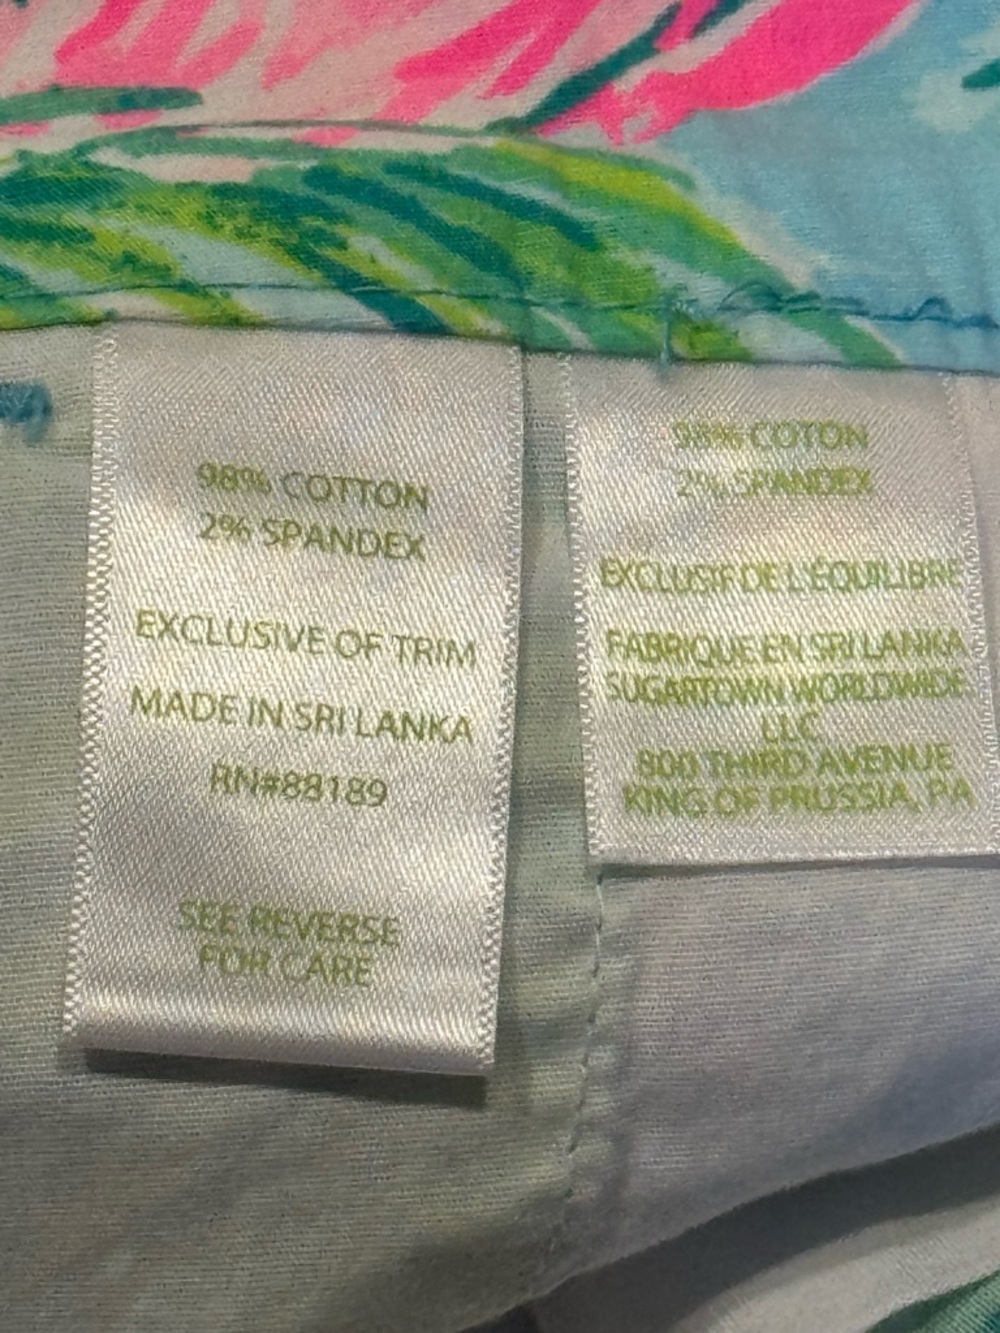 98% COTTON
2% SPANDEX
EXCLUSIVE OF TRIM
MADE IN SRI LANKA
RN#88189
SEE REVERSE
FOR CARE
98% COTON
2% SPANDEX
EXCLUSIF DE L'ÉQUILIBRE
FABRIQUE EN SRI LANKA
SUGARTOWN WORLDWIDE
LLC
800 THIRD AVENUE
KING OF PRUSSIA, PA